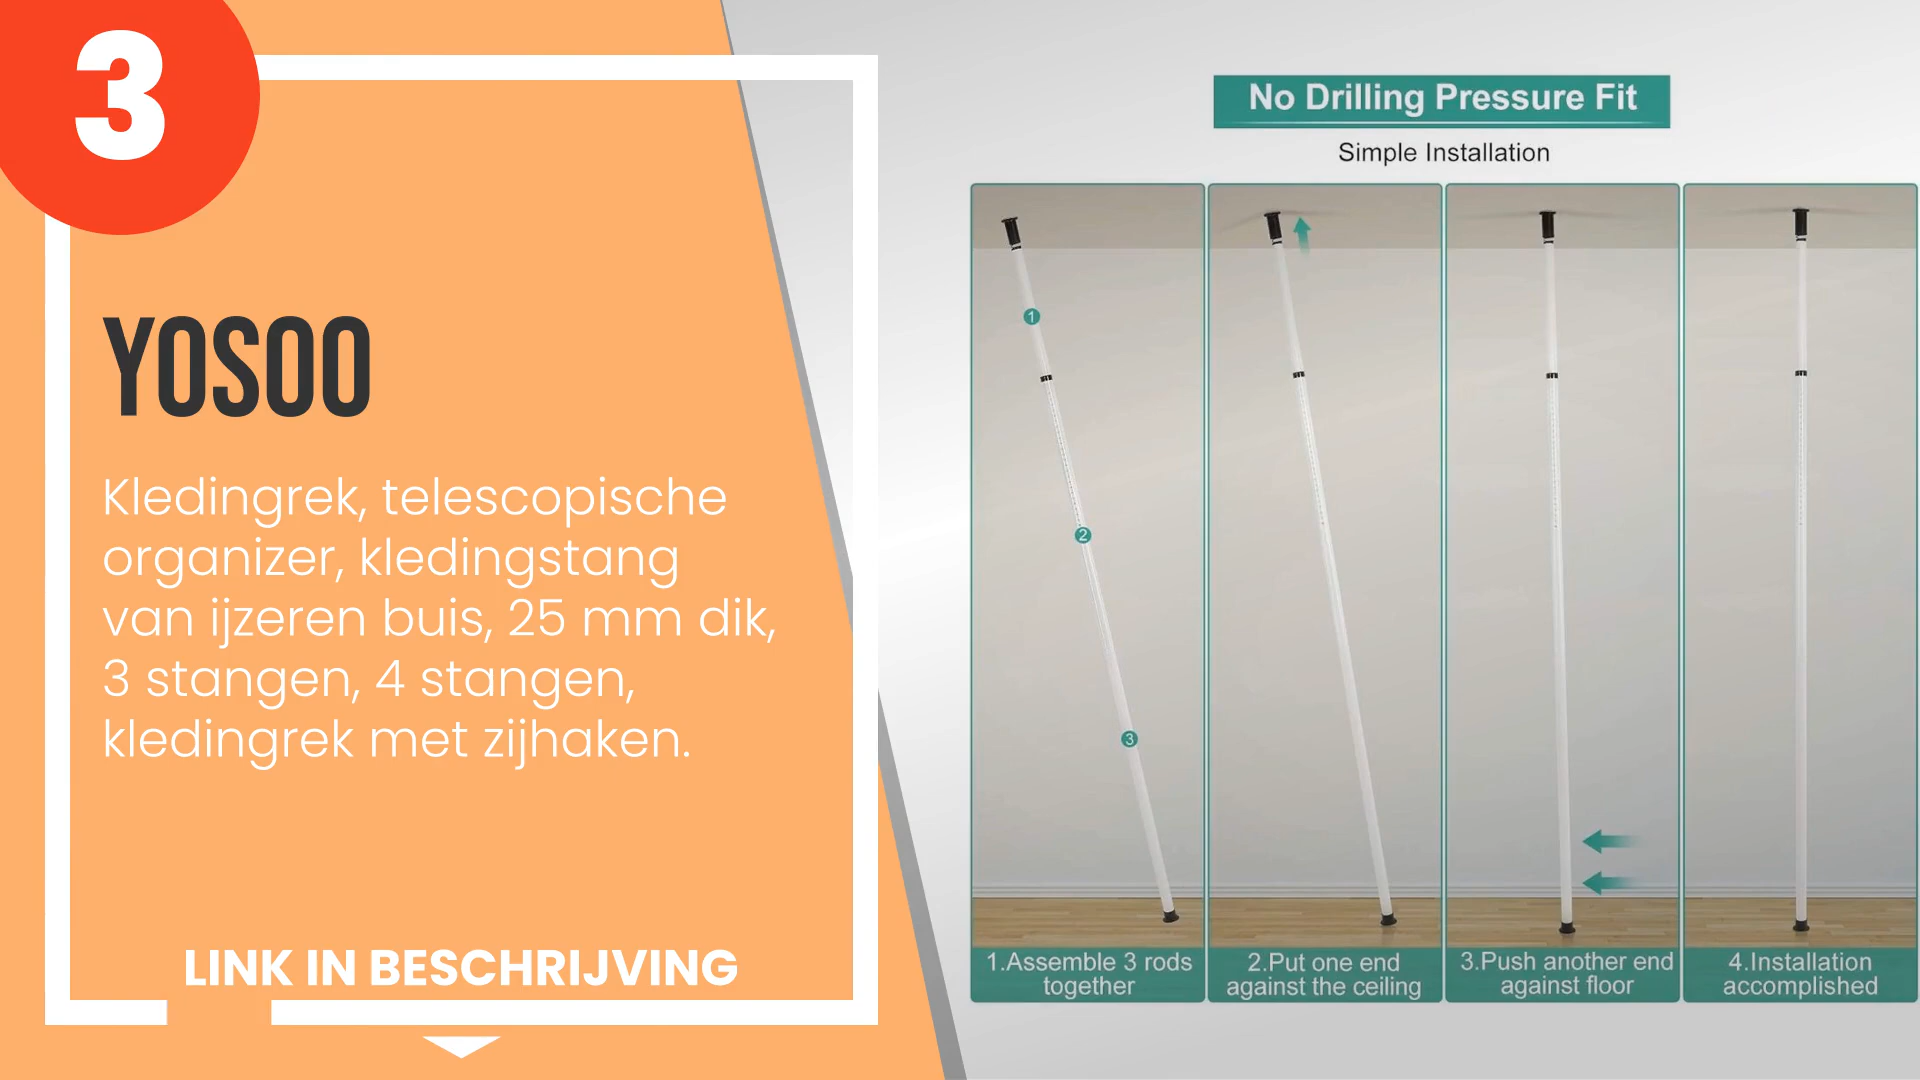 3
YOSOO
Kledingrek, telescopische
organizer, kledingstang
van ijzeren buis, 25 mm dik,
3 stangen, 4 stangen,
kledingrek met zijhaken.
LINK IN BESCHRIJVING
No Drilling Pressure Fit
Simple Installation
1
2
3
1.Assemble 3 rods
together
2.Put one end
against the ceiling
3.Push another end
against floor
4.Installation
accomplished